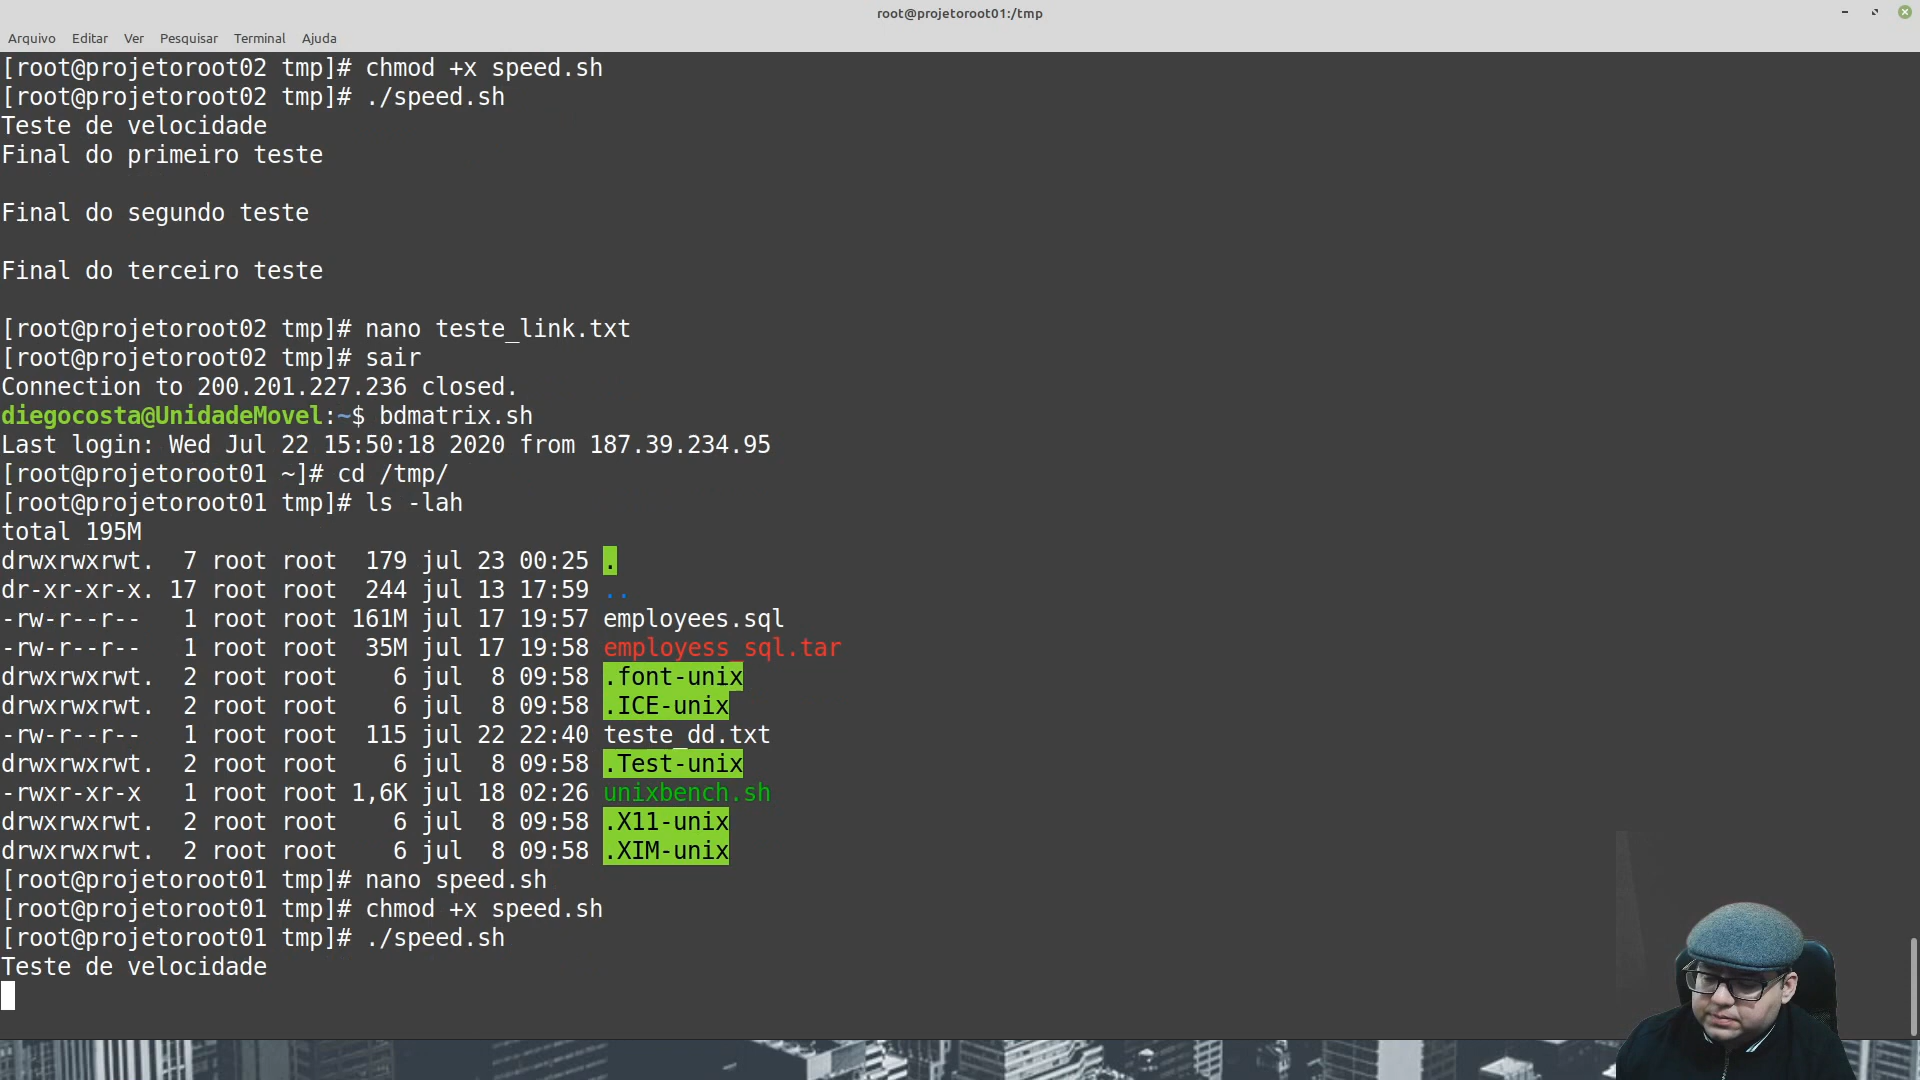 root@projetoroot01:/tmp
Arquivo Editar Ver Pesquisar Terminal Ajuda
[root@projetoroot02 tmp]# chmod +x speed.sh
[root@projetoroot02 tmp]# ./speed.sh
Teste de velocidade
Final do primeiro teste
Final do segundo teste
Final do terceiro teste
[root@projetoroot02 tmp]# nano teste_link.txt
[root@projetoroot02 tmp]# sair
Connection to 200.201.227.236 closed.
diegocosta@UnidadeMovel:~$ bdmatrix.sh
Last login: Wed Jul 22 15:50:18 2020 from 187.39.234.95
[root@projetoroot01 ~]# cd /tmp/
[root@projetoroot01 tmp]# ls -lah
total 195M
drwxrwxrwt.  7 root root  179 jul 23 00:25 .
dr-xr-xr-x. 17 root root  244 jul 13 17:59 ..
-rw-r--r--   1 root root 161M jul 17 19:57 employees.sql
-rw-r--r--   1 root root  35M jul 17 19:58 employess_sql.tar
drwxrwxrwt.  2 root root    6 jul  8 09:58 .font-unix
drwxrwxrwt.  2 root root    6 jul  8 09:58 .ICE-unix
-rw-r--r--   1 root root  115 jul 22 22:40 teste_dd.txt
drwxrwxrwt.  2 root root    6 jul  8 09:58 .Test-unix
-rwxr-xr-x   1 root root 1,6K jul 18 02:26 unixbench.sh
drwxrwxrwt.  2 root root    6 jul  8 09:58 .X11-unix
drwxrwxrwt.  2 root root    6 jul  8 09:58 .XIM-unix
[root@projetoroot01 tmp]# nano speed.sh
[root@projetoroot01 tmp]# chmod +x speed.sh
[root@projetoroot01 tmp]# ./speed.sh
Teste de velocidade